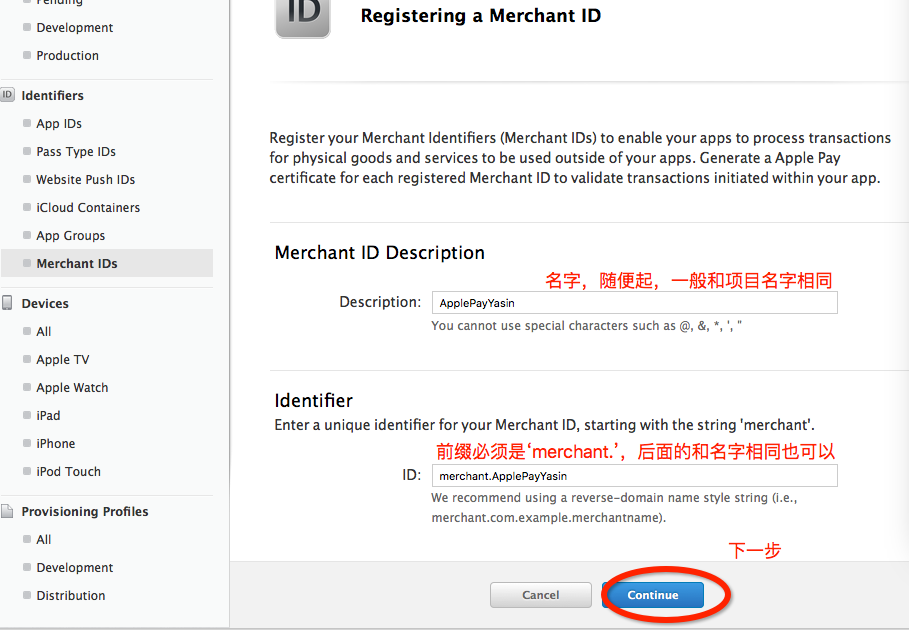 Pending
Development
Production
ID Identifiers
App IDs
Pass Type IDs
Website Push IDs
iCloud Containers
App Groups
Merchant IDs
Devices
All
Apple TV
Apple Watch
iPad
iPhone
iPod Touch
Provisioning Profiles
All
Development
Distribution
ID
Registering a Merchant ID
Register your Merchant Identifiers (Merchant IDs) to enable your apps to process transactions
for physical goods and services to be used outside of your apps. Generate a Apple Pay
certificate for each registered Merchant ID to validate transactions initiated within your app.
Merchant ID Description
名字，随便起，一般和项目名字相同
Description: ApplePayYasin
You cannot use special characters such as @, &, *, ', "
Identifier
Enter a unique identifier for your Merchant ID, starting with the string 'merchant'.
前缀必须是‘merchant.’，后面的和名字相同也可以
ID: merchant.ApplePayYasin
We recommend using a reverse-domain name style string (i.e.,
merchant.com.example.merchantname).
下一步
Cancel Continue